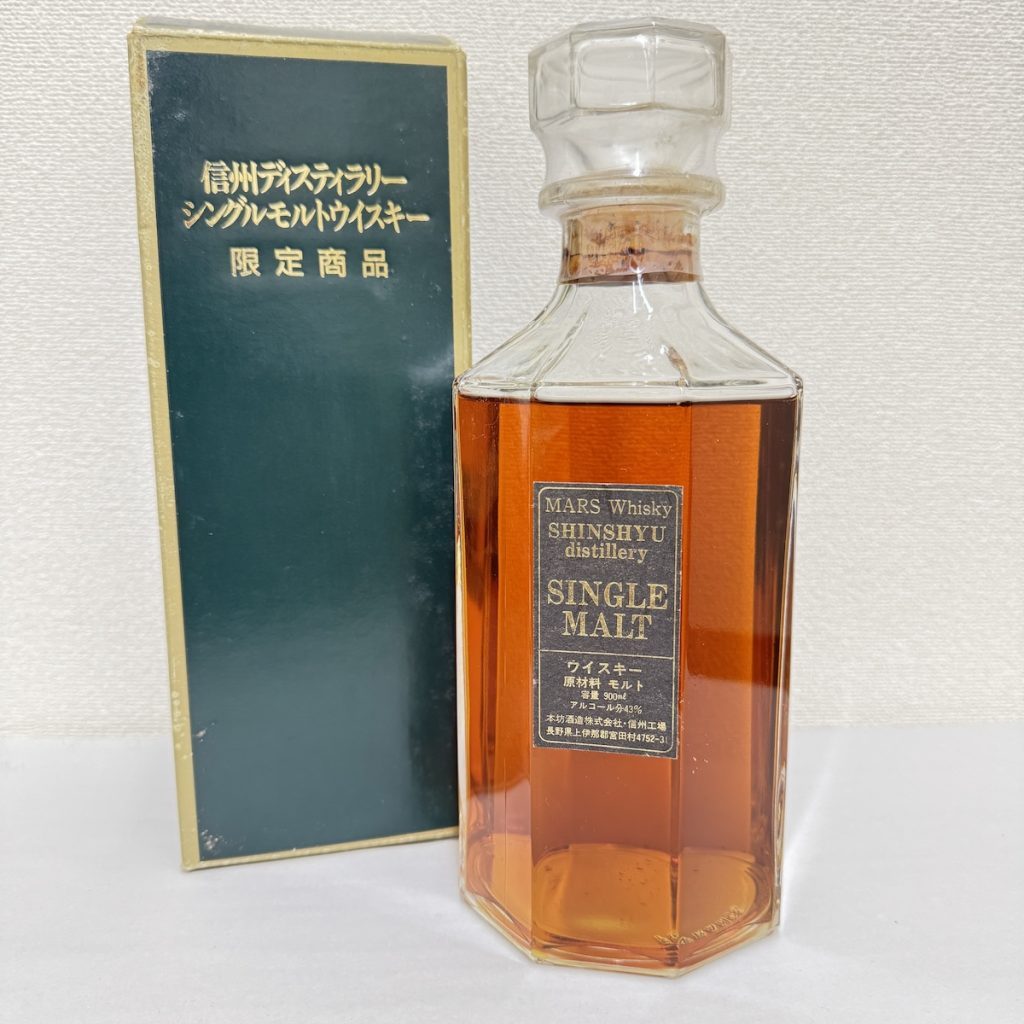 信州ディスティラリー
シングルモルトウイスキー
限定商品
MARS Whisky
SHINSHYU
distillery
SINGLE
MALT
ウイスキー
原材料 モルト
容量 900ml
アルコール分43%
本坊酒造株式会社・信州工場
長野県上伊那郡宮田村4752-31